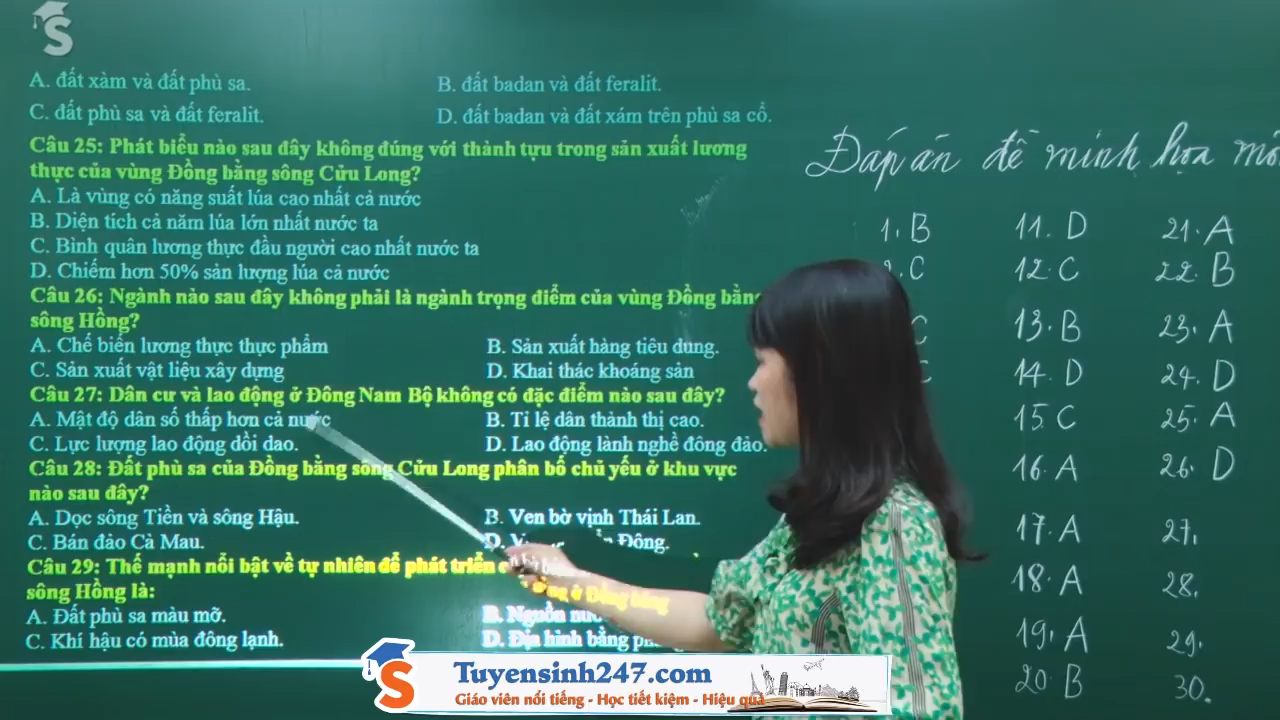 S
A. đất xàm và đất phù sa. B. đất badan và đất feralit.
C. đất phù sa và đất feralit. D. đất badan và đất xám trên phù sa cổ.
Câu 25: Phát biểu nào sau đây không đúng với thành tựu trong sản xuất lương
thực của vùng Đồng bằng sông Cửu Long?
A. Là vùng có năng suất lúa cao nhất cả nước
B. Diện tích cả năm lúa lớn nhất nước ta
C. Bình quân lương thực đầu người cao nhất nước ta
D. Chiếm hơn 50% sản lượng lúa cả nước
Câu 26: Ngành nào sau đây không phải là ngành trọng điểm của vùng Đồng bằng
sông Hồng?
A. Chế biến lương thực thực phẩm B. Sản xuất hàng tiêu dung.
C. Sản xuất vật liệu xây dựng D. Khai thác khoáng sản
Câu 27: Dân cư và lao động ở Đông Nam Bộ không có đặc điểm nào sau đây?
A. Mật độ dân số thấp hơn cả nước B. Tỉ lệ dân thành thị cao.
C. Lực lượng lao động dồi dao. D. Lao động lành nghề đông đảo.
Câu 28: Đất phù sa của Đồng bằng sông Cửu Long phân bố chủ yếu ở khu vực
nào sau đây?
A. Dọc sông Tiền và sông Hậu. B. Ven bờ vịnh Thái Lan.
C. Bán đảo Cà Mau. D. Đông.
Câu 29: Thế mạnh nổi bật về tự nhiên để phát triển
ở Đồng bằng
sông Hồng là:
A. Đất phù sa màu mỡ. B. Nguồn
C. Khí hậu có mùa đông lạnh. D. Địa hình bằng
Đáp án đề minh họa
1. B 11. D 21. A
C 12. C 22. B
C 13. B 23. A
14. D 24. D
15 C 25. A
16. A 26. D
17. A 27.
18. A 28.
19. A 29.
20. B 30.
S
Tuyensinh247.com
Giáo viên nổi tiếng - Học tiết kiệm - Hiệu quả